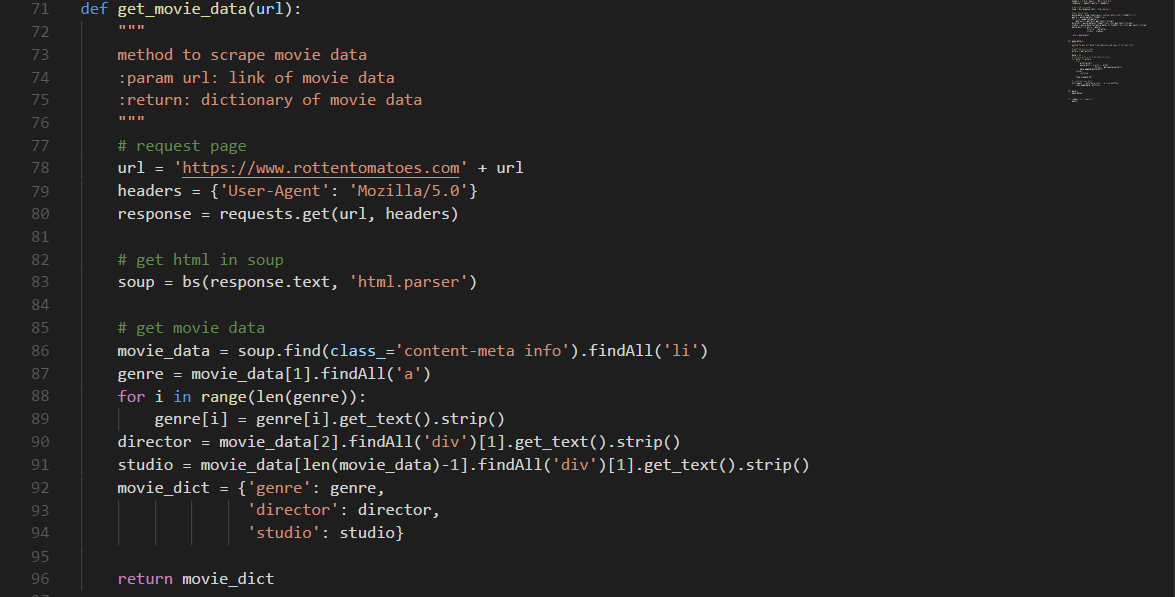 71 def get_movie_data(url):
72     """
73     method to scrape movie data
74     :param url: link of movie data
75     :return: dictionary of movie data
76     """
77     # request page
78     url = 'https://www.rottentomatoes.com' + url
79     headers = {'User-Agent': 'Mozilla/5.0'}
80     response = requests.get(url, headers)
81
82     # get html in soup
83     soup = bs(response.text, 'html.parser')
84
85     # get movie data
86     movie_data = soup.find(class_='content-meta info').findAll('li')
87     genre = movie_data[1].findAll('a')
88     for i in range(len(genre)):
89         genre[i] = genre[i].get_text().strip()
90     director = movie_data[2].findAll('div')[1].get_text().strip()
91     studio = movie_data[len(movie_data)-1].findAll('div')[1].get_text().strip()
92     movie_dict = {'genre': genre,
93                   'director': director,
94                   'studio': studio}
95
96     return movie_dict